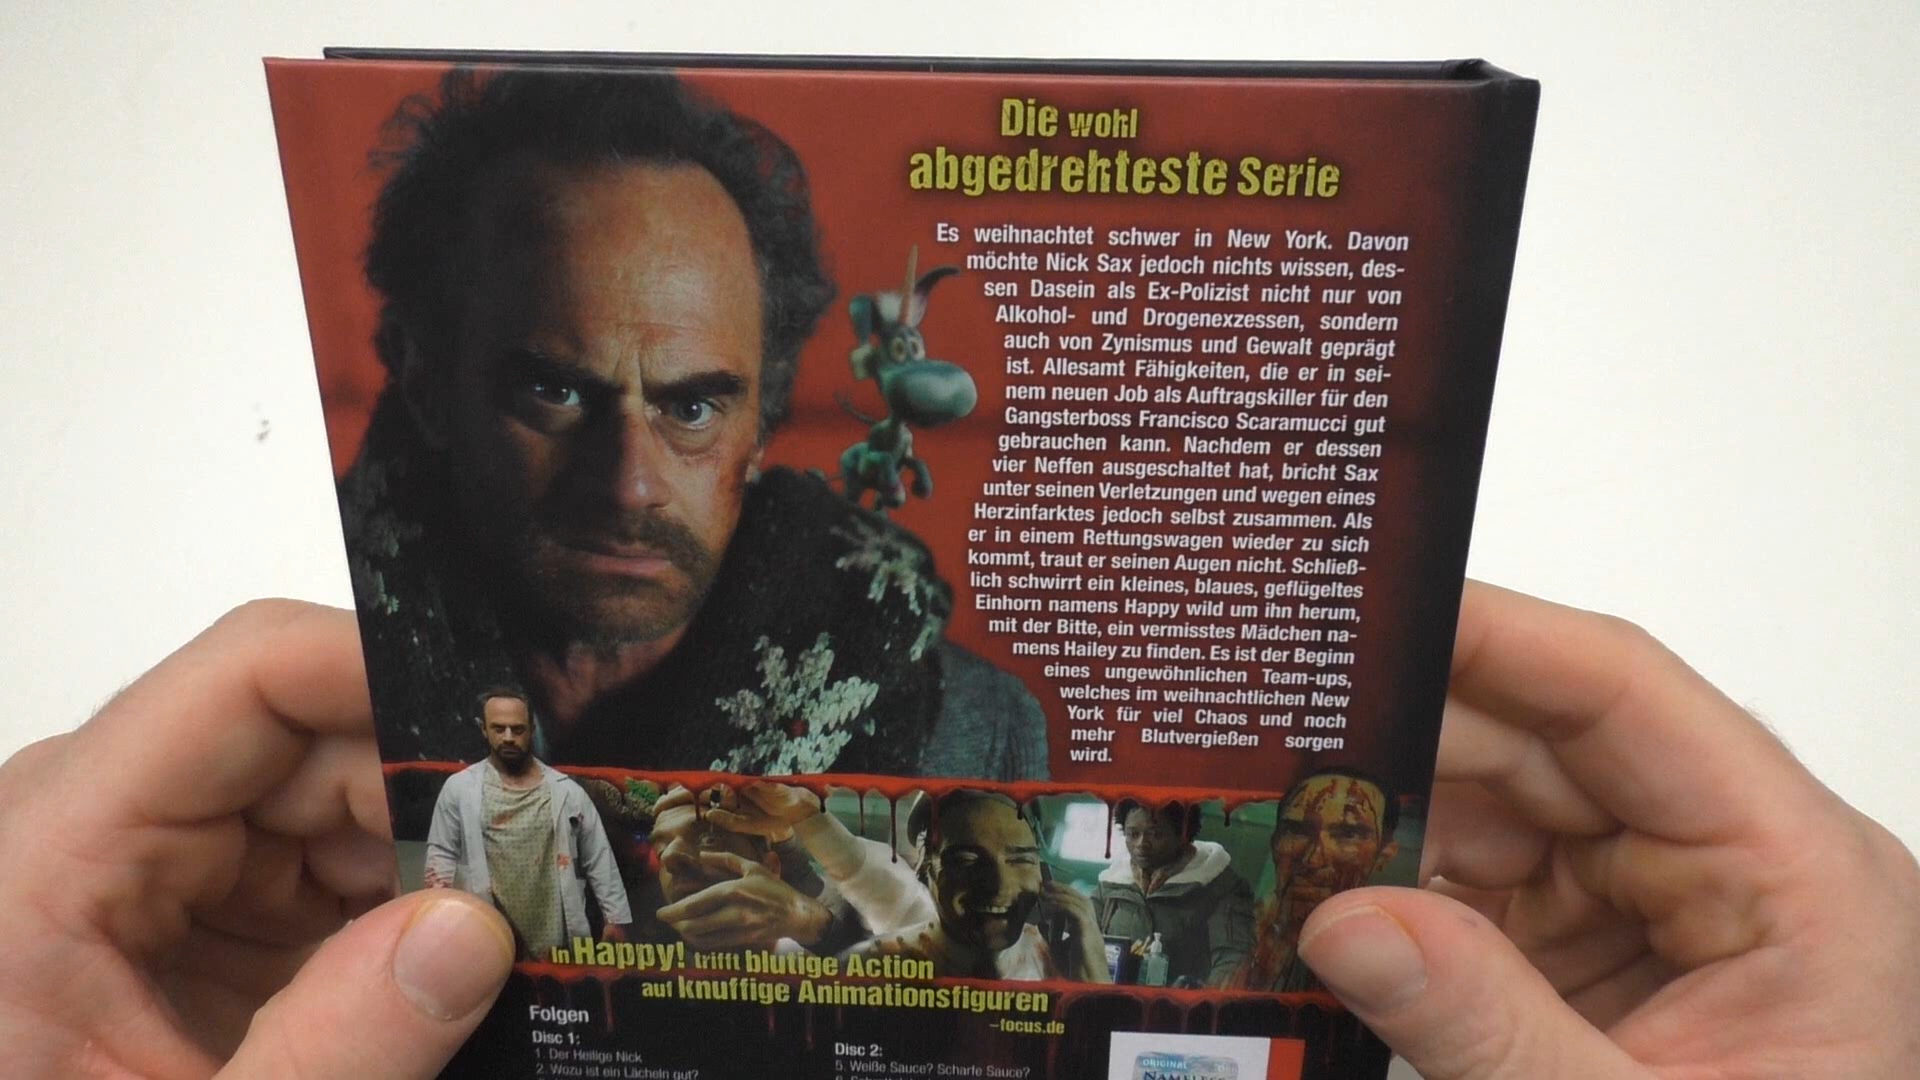 Die wohl
abgedrehteste Serie
Es weihnachtet schwer in New York. Davon
möchte Nick Sax jedoch nichts wissen, des-
sen Dasein als Ex-Polizist nicht nur von
Alkohol- und Drogenexzessen, sondern
auch von Zynismus und Gewalt geprägt
ist. Allesamt Fähigkeiten, die er in sei-
nem neuen Job als Auftragskiller für den
Gangsterboss Francisco Scaramucci gut
gebrauchen kann. Nachdem er dessen
vier Neffen ausgeschaltet hat, bricht Sax
unter seinen Verletzungen und wegen eines
Herzinfarktes jedoch selbst zusammen. Als
er in einem Rettungswagen wieder zu sich
kommt, traut er seinen Augen nicht. Schließ-
lich schwirrt ein kleines, blaues, geflügeltes
Einhorn namens Happy wild um ihn herum,
mit der Bitte, ein vermisstes Mädchen na-
mens Hailey zu finden. Es ist der Beginn
eines ungewöhnlichen Team-ups,
welches im weihnachtlichen New
York für viel Chaos und noch
mehr Blutvergießen sorgen
wird.
In Happy! trifft blutige Action
auf knuffige Animationsfiguren
–focus.de
Folgen
Disc 1:
1. Der Heilige Nick
2. Wozu ist ein Lächeln gut?
Disc 2:
5. Weiße Sauce? Scharfe Sauce?
ORIGINAL